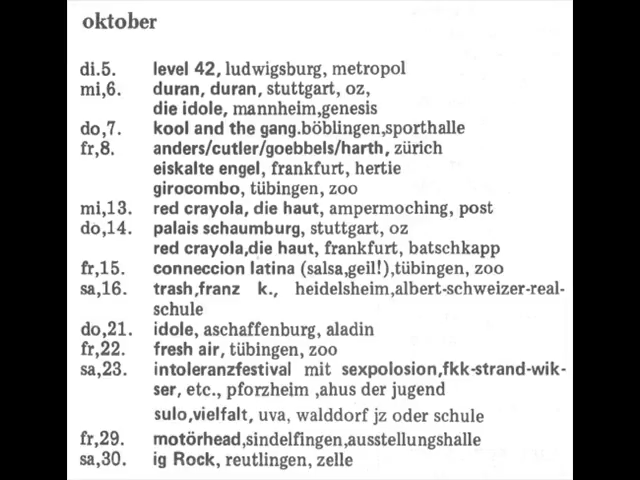 oktober
di.5. level 42, ludwigsburg, metropol
mi,6. duran, duran, stuttgart, oz,
die idole, mannheim,genesis
do,7. kool and the gang.böblingen,sporthalle
fr,8. anders/cutler/goebbels/harth, zürich
eiskalte engel, frankfurt, hertie
girocombo, tübingen, zoo
mi,13. red crayola, die haut, ampermoching, post
do,14. palais schaumburg, stuttgart, oz
red crayola,die haut, frankfurt, batschkapp
fr,15. conneccion latina (salsa,geil!),tübingen, zoo
sa,16. trash,franz k., heidelsheim,albert-schweizer-real-
schule
do,21. idole, aschaffenburg, aladin
fr,22. fresh air, tübingen, zoo
sa,23. intoleranzfestival mit sexpolosion,fkk-strand-wik-
ser, etc., pforzheim ,ahus der jugend
sulo,vielfalt, uva, walddorf jz oder schule
fr,29. motörhead,sindelfingen,ausstellungshalle
sa,30. ig Rock, reutlingen, zelle